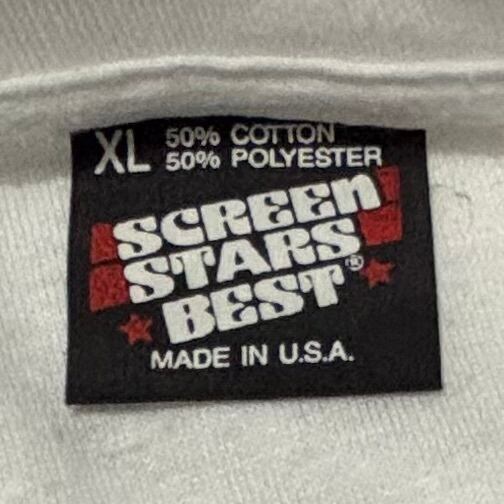 XL 50% COTTON
50% POLYESTER
SCREEN
STARS
BEST®
MADE IN U.S.A.